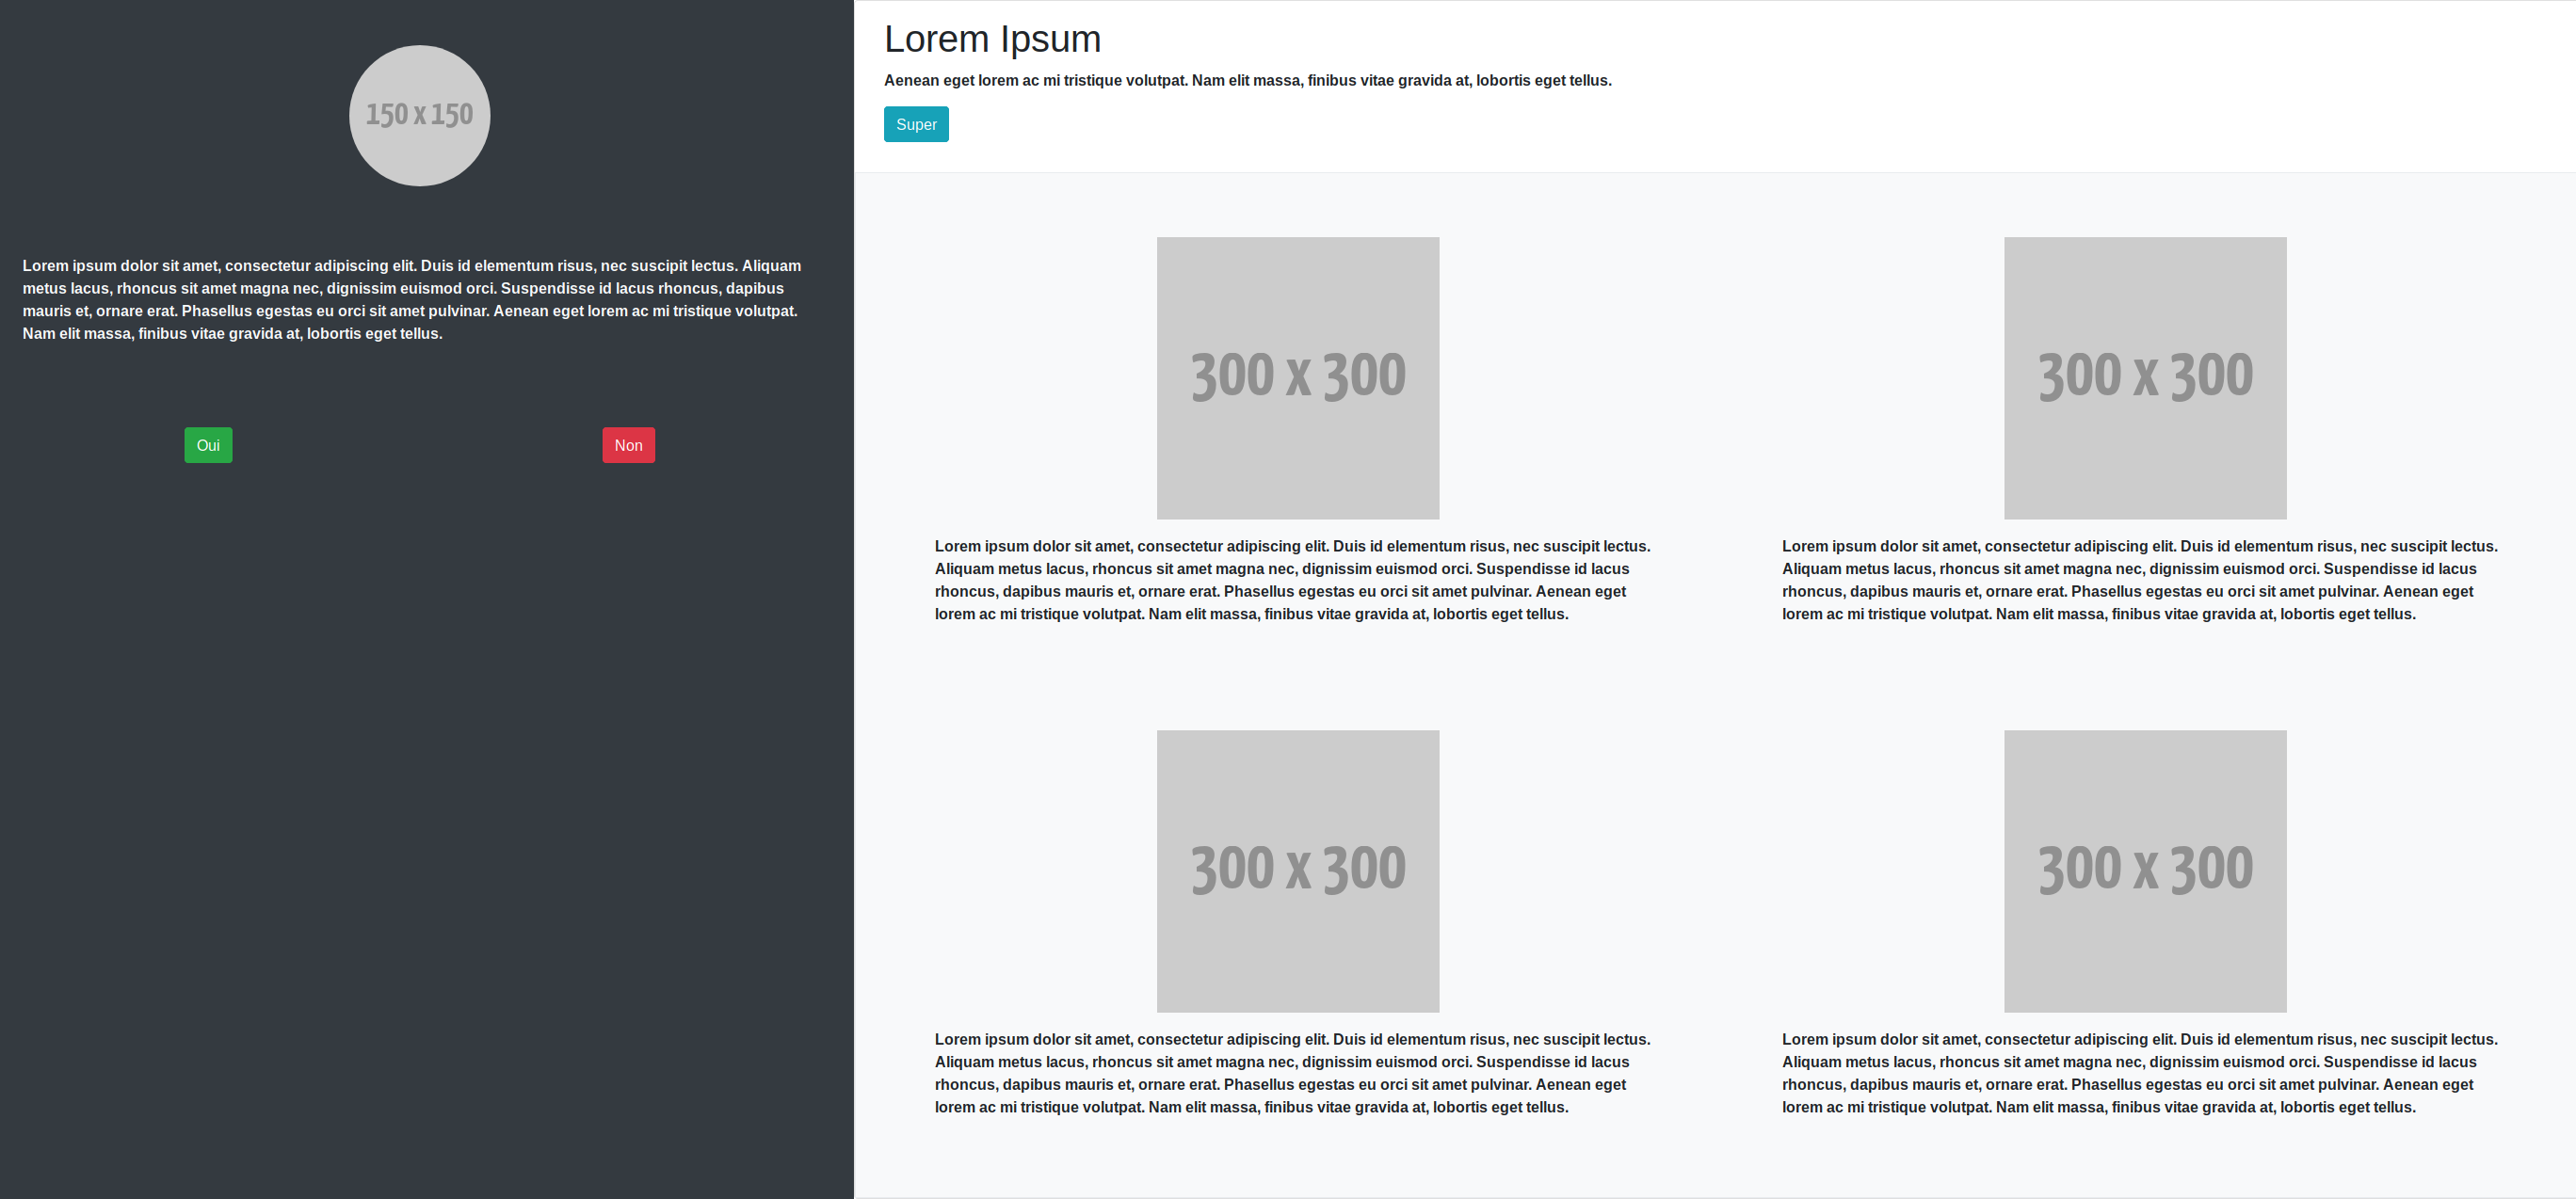 150 x 150
Lorem ipsum dolor sit amet, consectetur adipiscing elit. Duis id elementum risus, nec suscipit lectus. Aliquam
metus lacus, rhoncus sit amet magna nec, dignissim euismod orci. Suspendisse id lacus rhoncus, dapibus
mauris et, ornare erat. Phasellus egestas eu orci sit amet pulvinar. Aenean eget lorem ac mi tristique volutpat.
Nam elit massa, finibus vitae gravida at, lobortis eget tellus.
Oui
Non
Lorem Ipsum
Aenean eget lorem ac mi tristique volutpat. Nam elit massa, finibus vitae gravida at, lobortis eget tellus.
Super
300 x 300
Lorem ipsum dolor sit amet, consectetur adipiscing elit. Duis id elementum risus, nec suscipit lectus.
Aliquam metus lacus, rhoncus sit amet magna nec, dignissim euismod orci. Suspendisse id lacus
rhoncus, dapibus mauris et, ornare erat. Phasellus egestas eu orci sit amet pulvinar. Aenean eget
lorem ac mi tristique volutpat. Nam elit massa, finibus vitae gravida at, lobortis eget tellus.
300 x 300
Lorem ipsum dolor sit amet, consectetur adipiscing elit. Duis id elementum risus, nec suscipit lectus.
Aliquam metus lacus, rhoncus sit amet magna nec, dignissim euismod orci. Suspendisse id lacus
rhoncus, dapibus mauris et, ornare erat. Phasellus egestas eu orci sit amet pulvinar. Aenean eget
lorem ac mi tristique volutpat. Nam elit massa, finibus vitae gravida at, lobortis eget tellus.
300 x 300
Lorem ipsum dolor sit amet, consectetur adipiscing elit. Duis id elementum risus, nec suscipit lectus.
Aliquam metus lacus, rhoncus sit amet magna nec, dignissim euismod orci. Suspendisse id lacus
rhoncus, dapibus mauris et, ornare erat. Phasellus egestas eu orci sit amet pulvinar. Aenean eget
lorem ac mi tristique volutpat. Nam elit massa, finibus vitae gravida at, lobortis eget tellus.
300 x 300
Lorem ipsum dolor sit amet, consectetur adipiscing elit. Duis id elementum risus, nec suscipit lectus.
Aliquam metus lacus, rhoncus sit amet magna nec, dignissim euismod orci. Suspendisse id lacus
rhoncus, dapibus mauris et, ornare erat. Phasellus egestas eu orci sit amet pulvinar. Aenean eget
lorem ac mi tristique volutpat. Nam elit massa, finibus vitae gravida at, lobortis eget tellus.